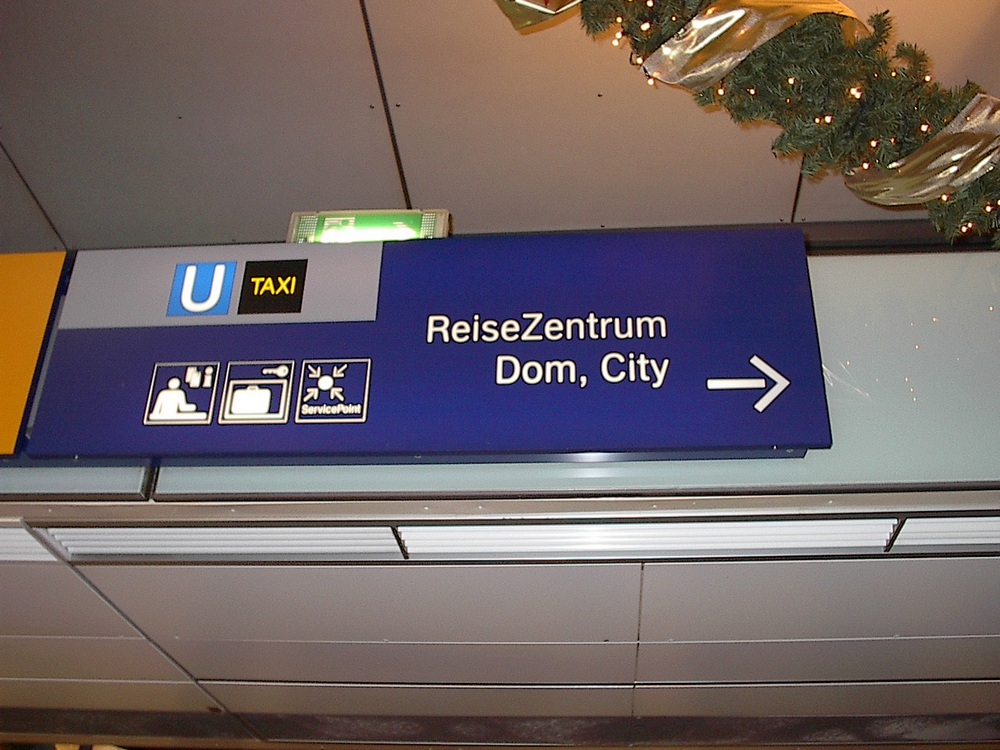 U TAXI
ReiseZentrum
Dom, City
i
ServicePoint